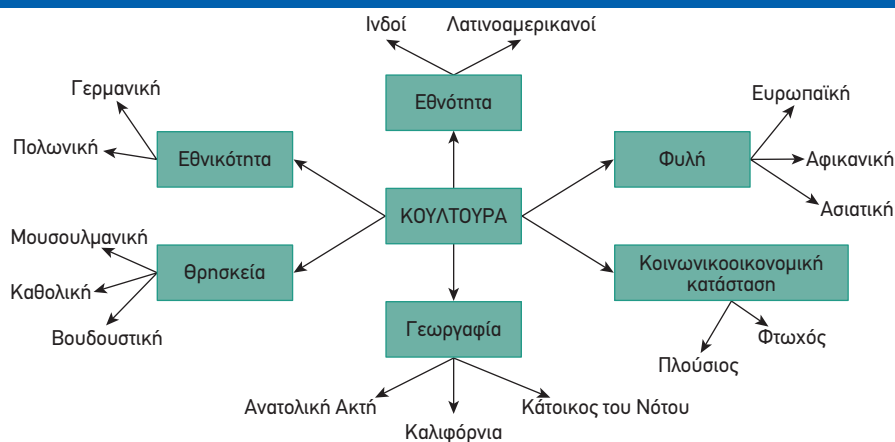 Ινδοί
Λατινοαμερικανοί
Γερμανική
Εθνότητα
Ευρωπαϊκή
Πολωνική
Εθνικότητα
Φυλή
Αφικανική
ΚΟΥΛΤΟΥΡΑ
Ασιατική
Μουσουλμανική
Θρησκεία
Κοινωνικοοικονομική
κατάσταση
Καθολική
Βουδουστική
Γεωργαφία
Φτωχός
Πλούσιος
Ανατολική Ακτή
Κάτοικος του Νότου
Καλιφόρνια